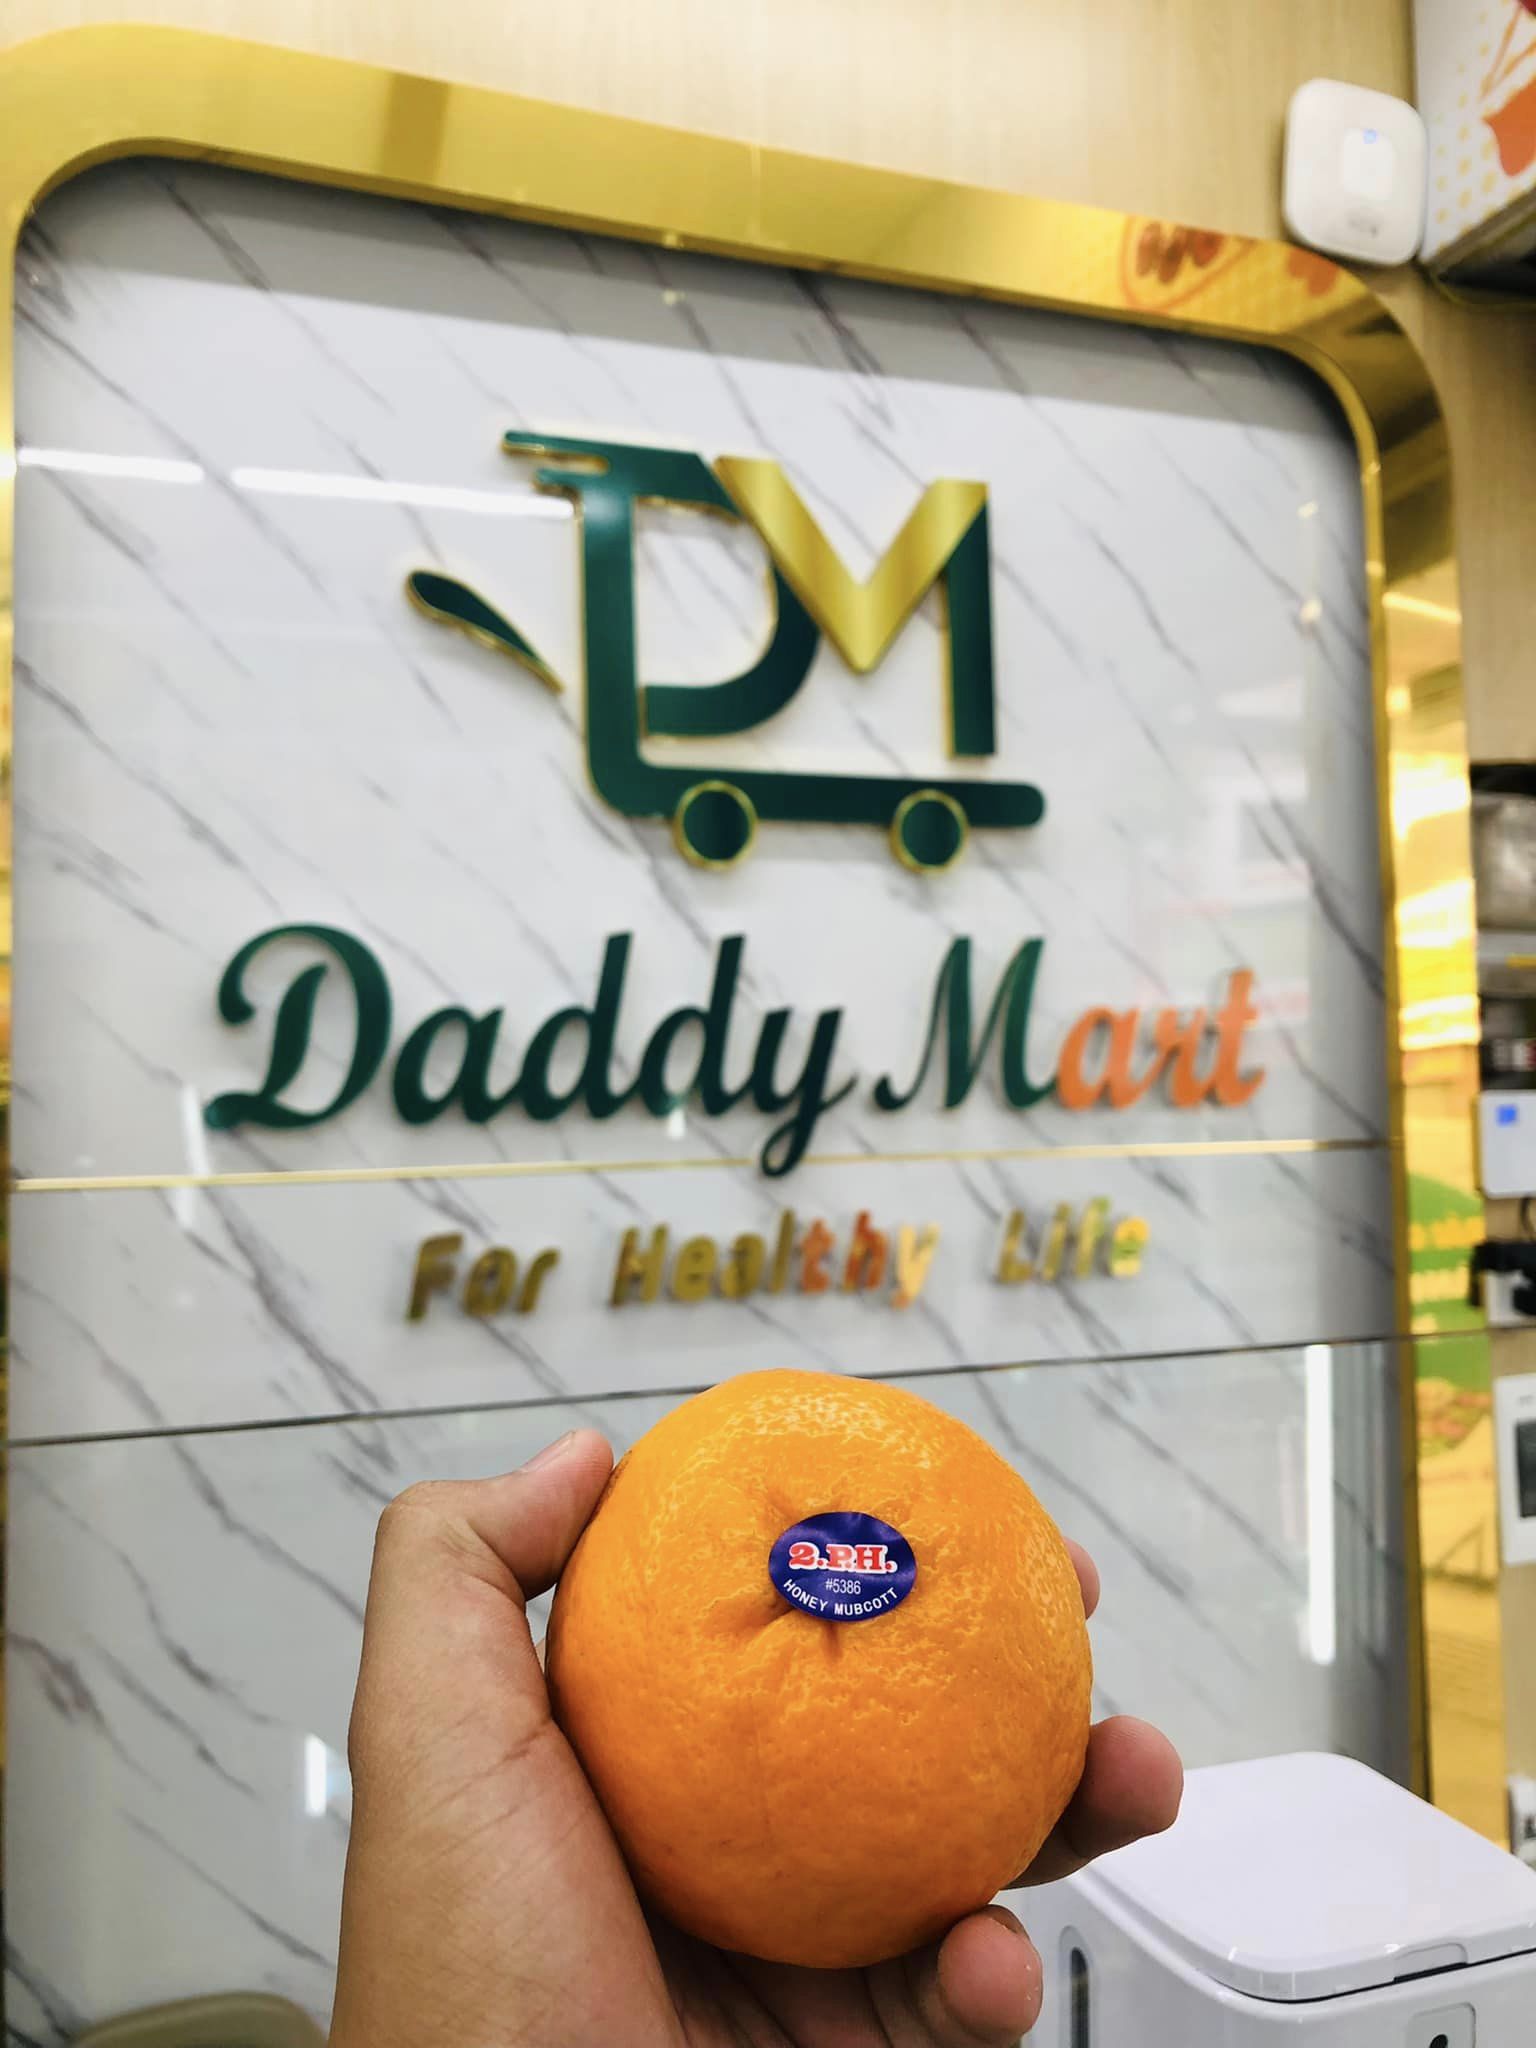 DM
Daddy Mart
For Healthy Life
2.P.H.
#5386
HONEY MUBCOTT